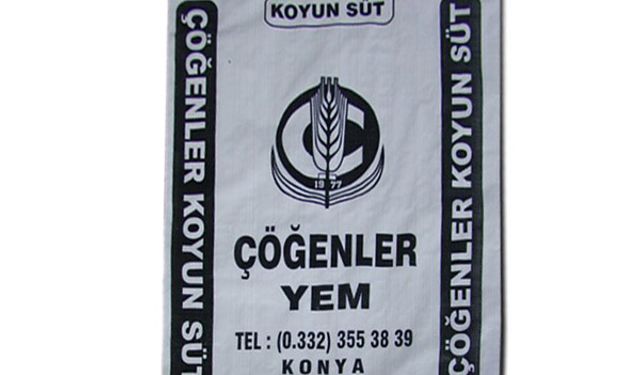 KOYUN SÜT
ÇÖĞENLER KOYUN SÜT
ÇÖĞENLER KOYUN SÜT
1977
ÇÖĞENLER
YEM
TEL : (0.332) 355 38 39
KONYA